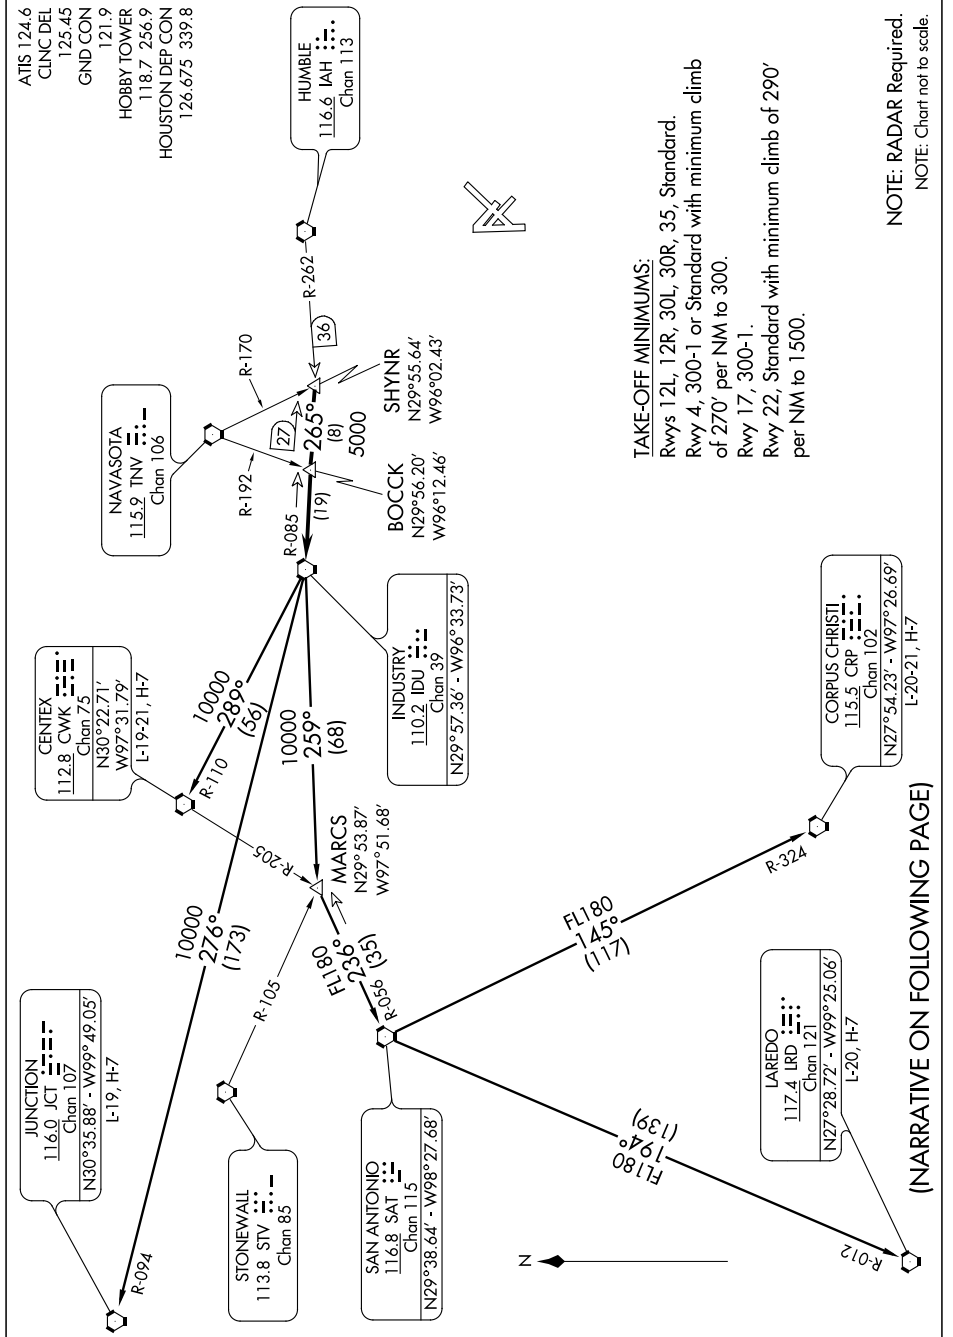 ATIS 124.6
CLNC DEL
125.45
GND CON
121.9
HOBBY TOWER
118.7 256.9
HOUSTON DEP CON
126.675 339.8
HUMBLE
116.6 IAH
Chan 113
R-262
36
NAVASOTA
115.9 TNV
Chan 106
R-170
R-192
27
265°
(8)
5000
SHYNR
N29°55.64'
W96°02.43'
BOCCK
N29°56.20'
W96°12.46'
R-085
(19)
CENTEX
112.8 CWK
Chan 75
N30°22.71'
W97°31.79'
L-19-21, H-7
INDUSTRY
110.2 IDU
Chan 39
N29°57.36' - W96°33.73'
10000
289°
(56)
R-110
10000
259°
(68)
R-205
10000
276°
(173)
MARCS
N29°53.87'
W97°51.68'
JUNCTION
116.0 JCT
Chan 107
N30°35.88' - W99°49.05'
L-19, H-7
R-094
R-105
STONEWALL
113.8 STV
Chan 85
FL180
236°
(35)
R-056
SAN ANTONIO
116.8 SAT
Chan 115
N29°38.64' - W98°27.68'
FL180
145°
(117)
R-324
CORPUS CHRISTI
115.5 CRP
Chan 102
N27°54.23' - W97°26.69'
L-20-21, H-7
FL180
194°
(139)
R-012
LAREDO
117.4 LRD
Chan 121
N27°28.72' - W99°25.06'
L-20, H-7
N
TAKE-OFF MINIMUMS:
Rwys 12L, 12R, 30L, 30R, 35, Standard.
Rwy 4, 300-1 or Standard with minimum climb
of 270' per NM to 300.
Rwy 17, 300-1.
Rwy 22, Standard with minimum climb of 290'
per NM to 1500.
NOTE: RADAR Required.
NOTE: Chart not to scale.
(NARRATIVE ON FOLLOWING PAGE)